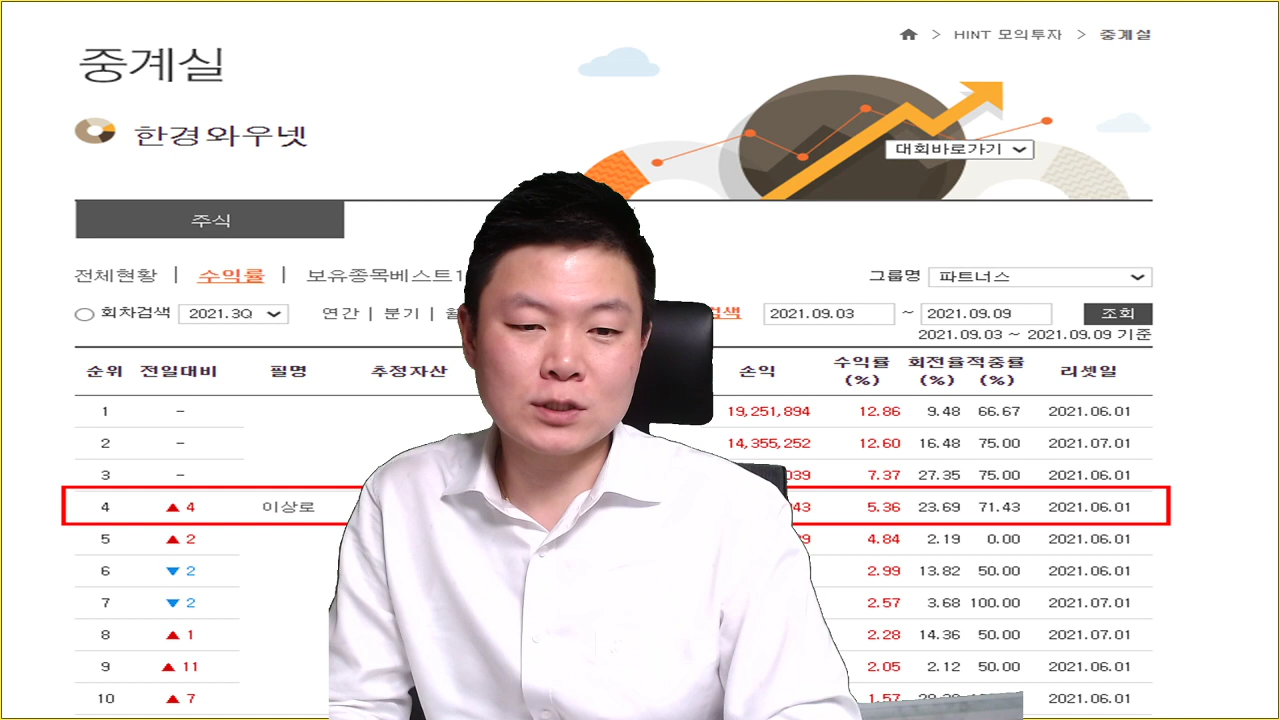 HINT 모의투자 > 중계실
중계실
한경와우넷
대회바로가기
주식
전체현황 | 수익률 | 보유종목베스트1
그룹명 파트너스
회차검색 2021.3Q 연간 | 분기 |
검색 2021.09.03 ~ 2021.09.09 조회
2021.09.03 ~ 2021.09.09 기준
순위 전일대비 필명 추정자산 손익 수익률(%) 회전율(%) 적중률(%) 리셋일
1 - 19,251,894 12.86 9.48 66.67 2021.06.01
2 - 14,355,252 12.60 16.48 75.00 2021.07.01
3 - 039 7.37 27.35 75.00 2021.06.01
4 ▲ 4 이상로 43 5.36 23.69 71.43 2021.06.01
5 ▲ 2 4.84 2.19 0.00 2021.06.01
6 ▼ 2 2.99 13.82 50.00 2021.06.01
7 ▼ 2 2.57 3.68 100.00 2021.07.01
8 ▲ 1 2.28 14.36 50.00 2021.07.01
9 ▲ 11 2.05 2.12 50.00 2021.06.01
10 ▲ 7 1.57 2021.06.01